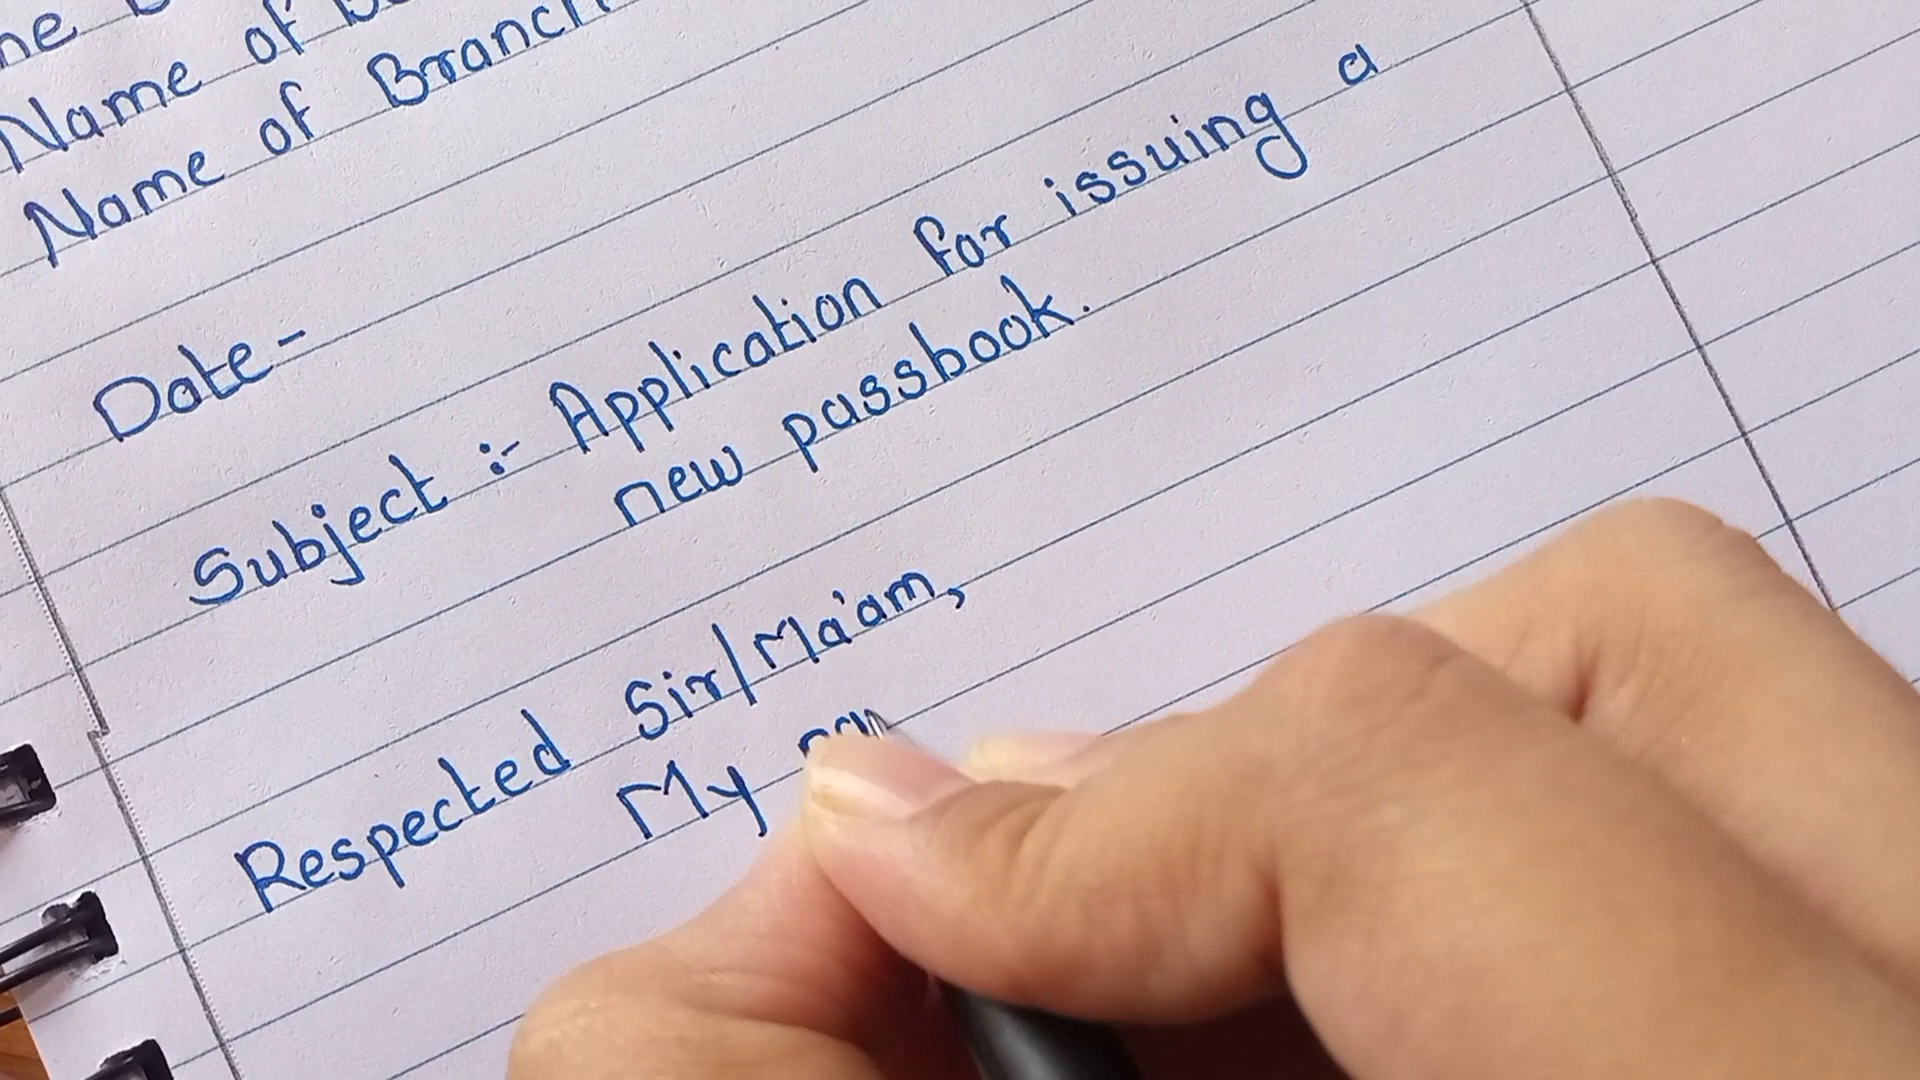 Name of
Name of Branch
Date-
Subject :- Application for issuing a
new passbook.
Respected Sir/Ma'am,
My